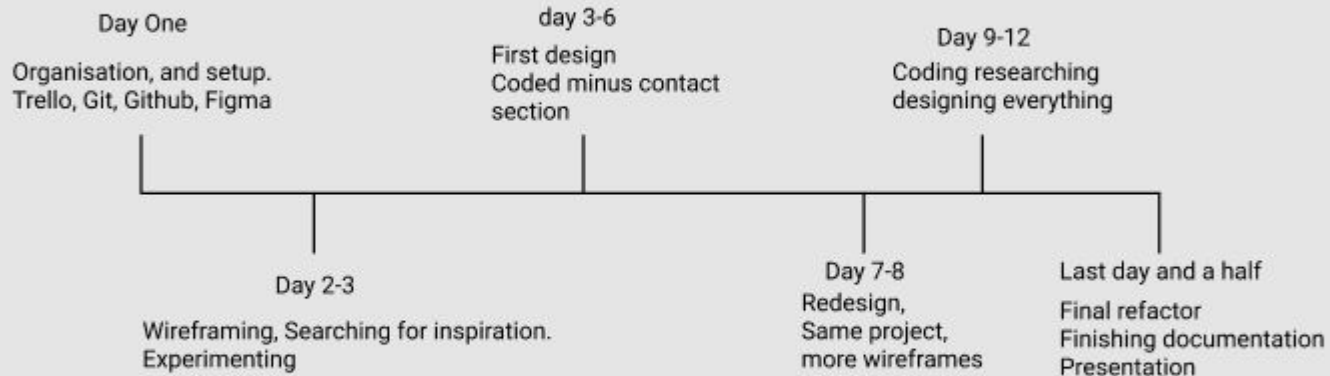 Day One
Organisation, and setup.
Trello, Git, Github, Figma
Day 2-3
Wireframing, Searching for inspiration.
Experimenting
day 3-6
First design
Coded minus contact
section
Day 7-8
Redesign,
Same project,
more wireframes
Day 9-12
Coding researching
designing everything
Last day and a half
Final refactor
Finishing documentation
Presentation